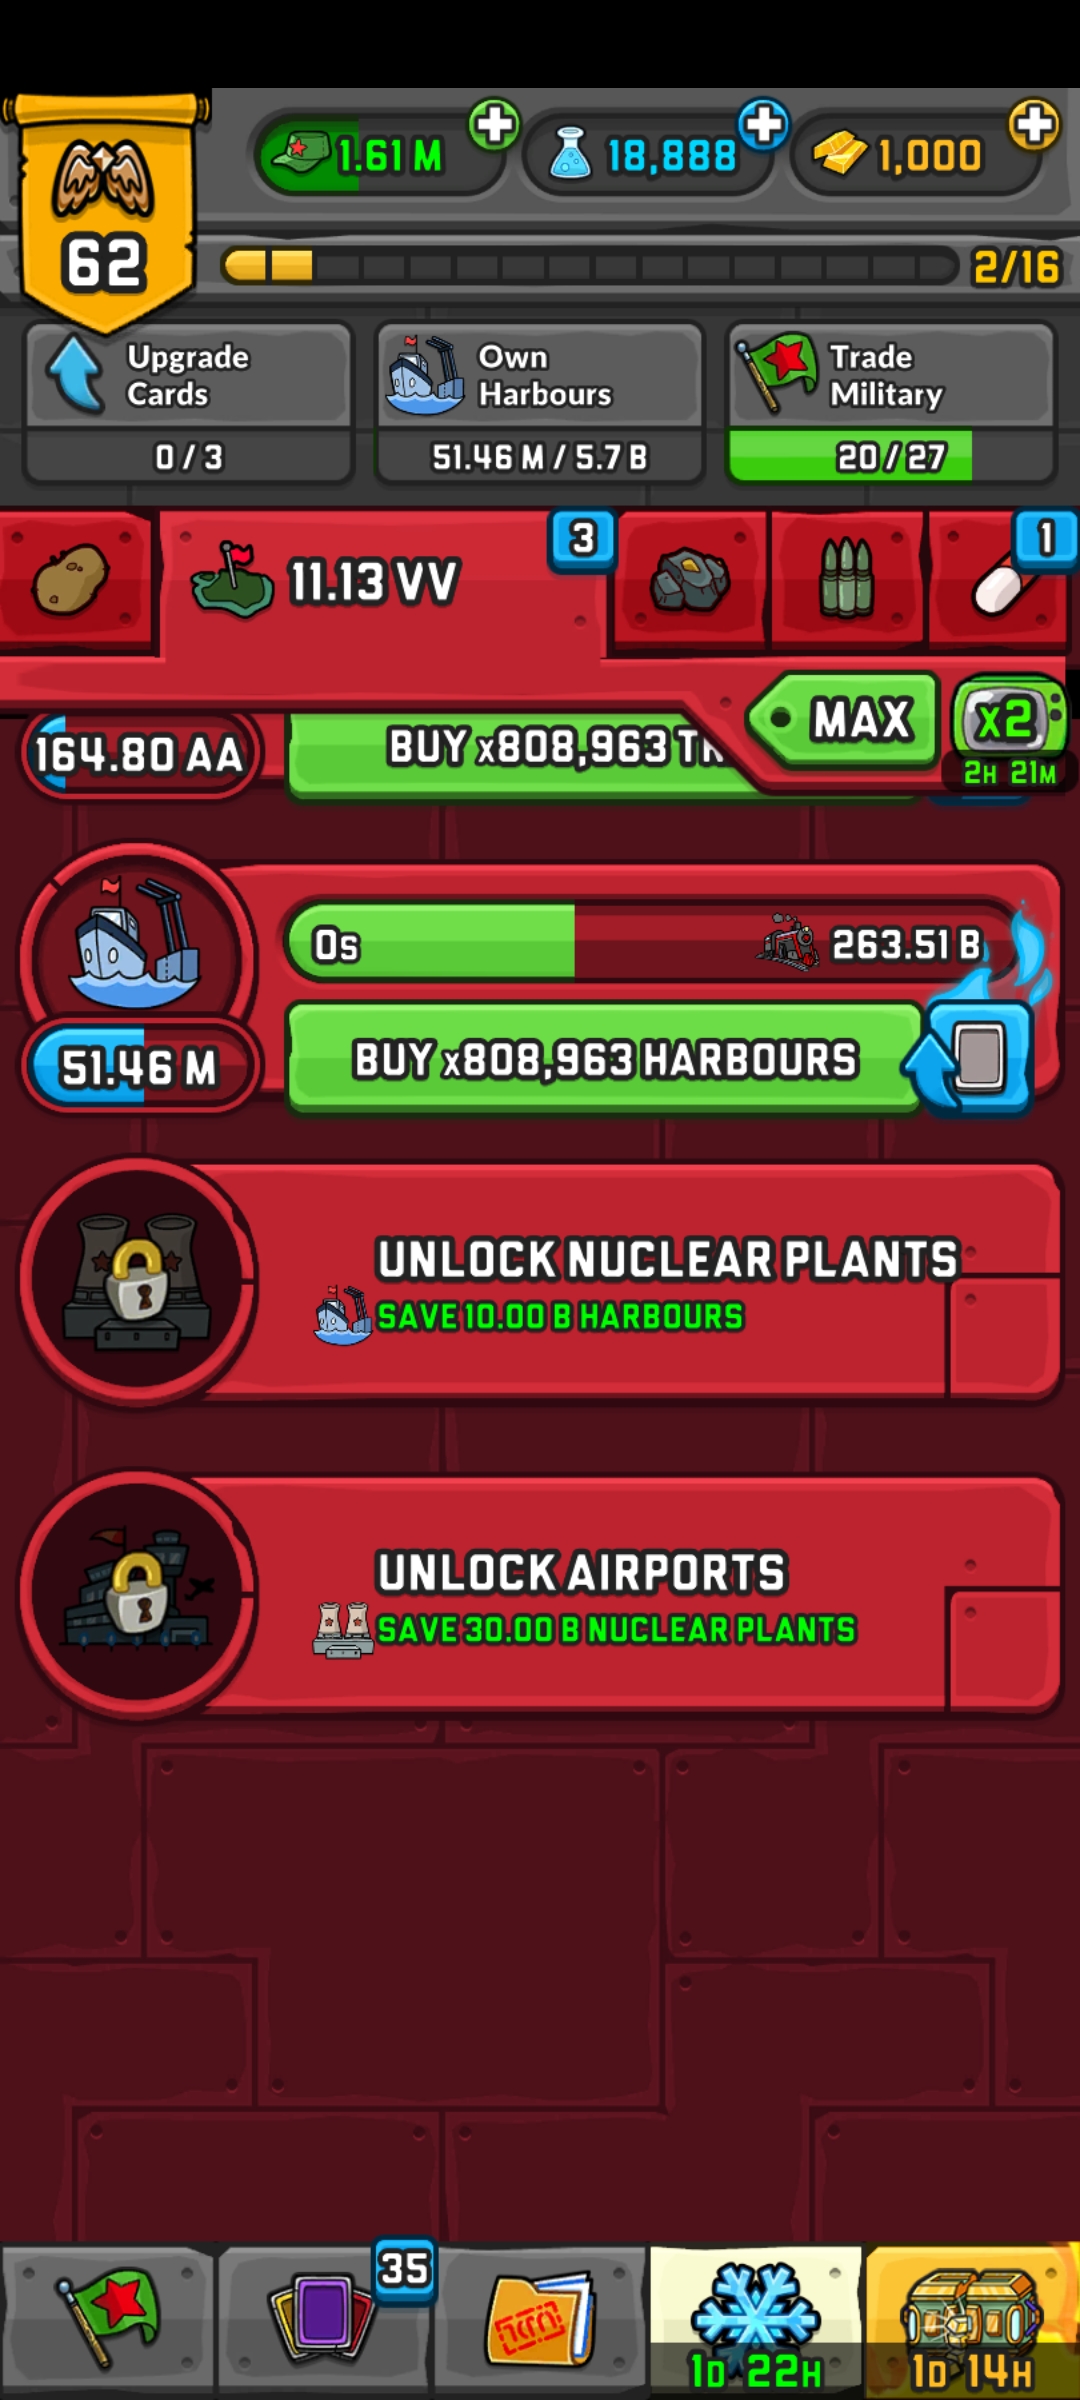 1.61 M
18,888
1,000
62
2/16
Upgrade
Cards
0 / 3
Own
Harbours
51.46 M / 5.7 B
Trade
Military
20 / 27
11.13 VV
3
1
MAX
x2
2H 21M
164.80 AA
BUY x808,963
0s
263.51 B
51.46 M
BUY x808,963 HARBOURS
UNLOCK NUCLEAR PLANTS
SAVE 10.00 B HARBOURS
UNLOCK AIRPORTS
SAVE 30.00 B NUCLEAR PLANTS
35
1D 22H
1D 14H